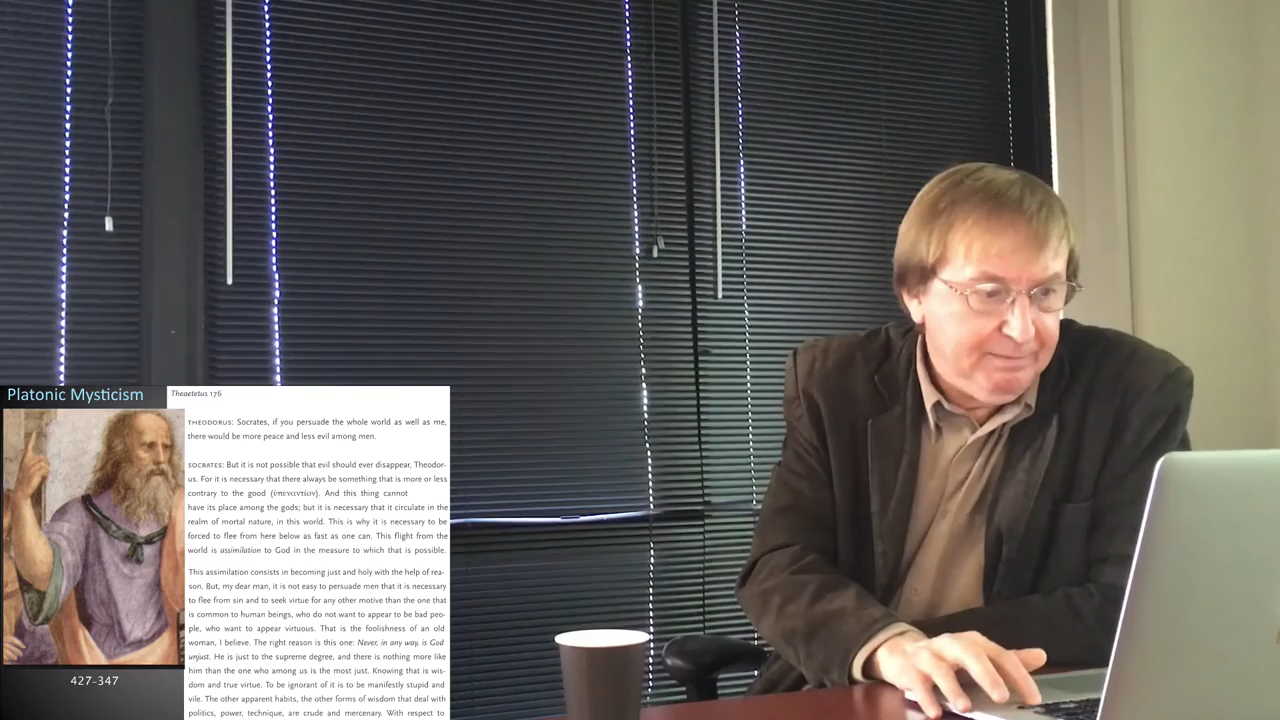 Platonic Mysticism
Theaetetus 176
THEODORUS: Socrates, if you persuade the whole world as well as me,
there would be more peace and less evil among men.
SOCRATES: But it is not possible that evil should ever disappear, Theodor-
us. For it is necessary that there always be something that is more or less
contrary to the good (ὑπεναντίον). And this thing cannot
have its place among the gods; but it is necessary that it circulate in the
realm of mortal nature, in this world. This is why it is necessary to be
forced to flee from here below as fast as one can. This flight from the
world is assimilation to God in the measure to which that is possible.
This assimilation consists in becoming just and holy with the help of rea-
son. But, my dear man, it is not easy to persuade men that it is necessary
to flee from sin and to seek virtue for any other motive than the one that
is common to human beings, who do not want to appear to be bad peo-
ple, who want to appear virtuous. That is the foolishness of an old
woman, I believe. The right reason is this one: Never, in any way, is God
unjust. He is just to the supreme degree, and there is nothing more like
him than the one who among us is the most just. Knowing that is wis-
dom and true virtue. To be ignorant of it is to be manifestly stupid and
vile. The other apparent habits, the other forms of wisdom that deal with
politics, power, technique, are crude and mercenary. With respect to
427-347